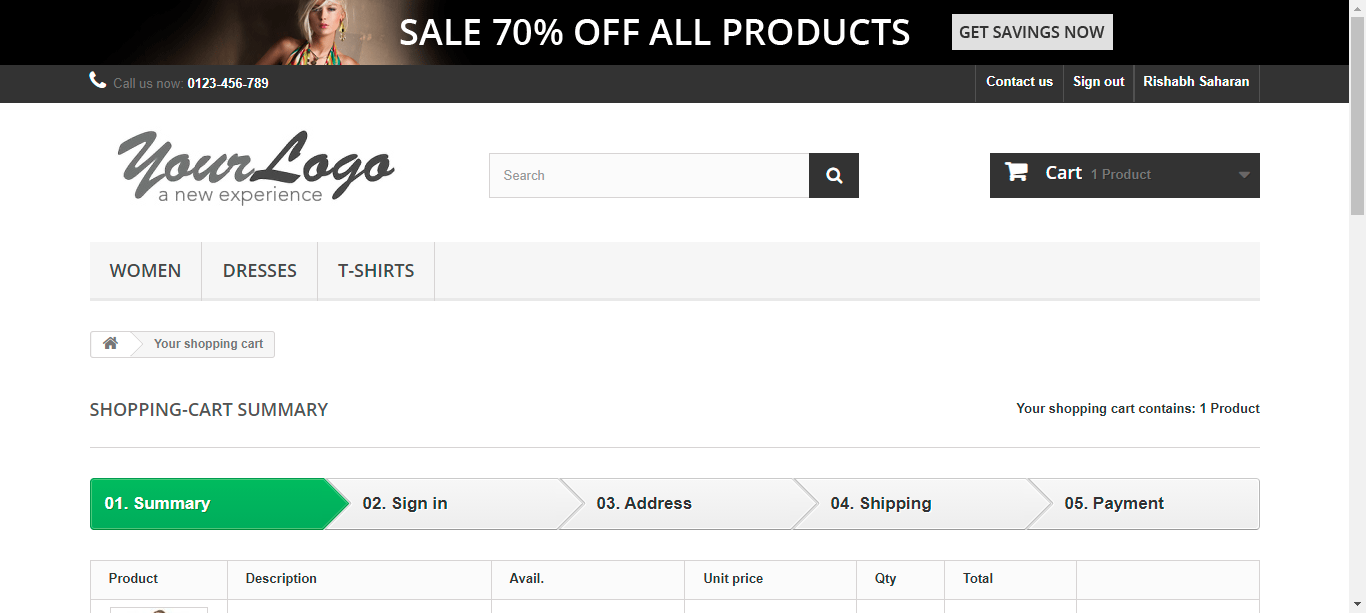 SALE 70% OFF ALL PRODUCTS GET SAVINGS NOW
Call us now: 0123-456-789 Contact us Sign out Rishabh Saharan
YourLogo
a new experience
Search
Cart 1 Product
WOMEN DRESSES T-SHIRTS
Your shopping cart
SHOPPING-CART SUMMARY Your shopping cart contains: 1 Product
01. Summary 02. Sign in 03. Address 04. Shipping 05. Payment
Product Description Avail. Unit price Qty Total